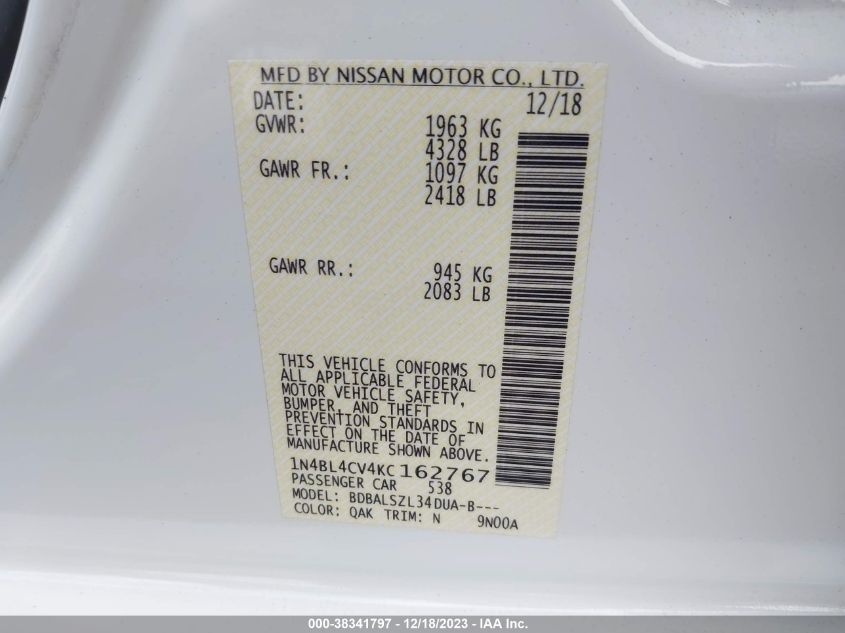 MFD BY NISSAN MOTOR CO., LTD.
DATE: 12/18
GVWR: 1963 KG
4328 LB
GAWR FR.: 1097 KG
2418 LB
GAWR RR.: 945 KG
2083 LB
THIS VEHICLE CONFORMS TO
ALL APPLICABLE FEDERAL
MOTOR VEHICLE SAFETY,
BUMPER, AND THEFT
PREVENTION STANDARDS IN
EFFECT ON THE DATE OF
MANUFACTURE SHOWN ABOVE.
1N4BL4CV4KC162767
PASSENGER CAR 538
MODEL: BDBALSZL34DUA-B---
COLOR: QAK TRIM: N 9N00A
000-38341797 - 12/18/2023 - IAA Inc.